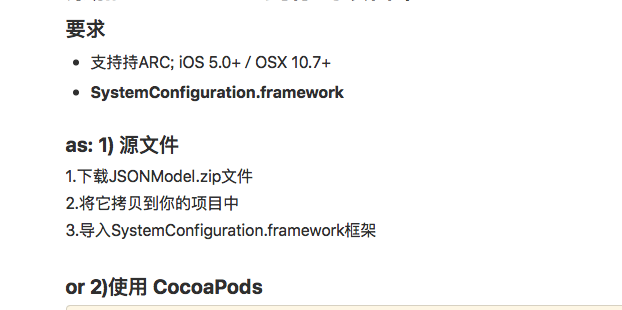 要求
支持持ARC; iOS 5.0+ / OSX 10.7+
SystemConfiguration.framework
as: 1) 源文件
1.下载JSONModel.zip文件
2.将它拷贝到你的项目中
3.导入SystemConfiguration.framework框架
or 2)使用 CocoaPods